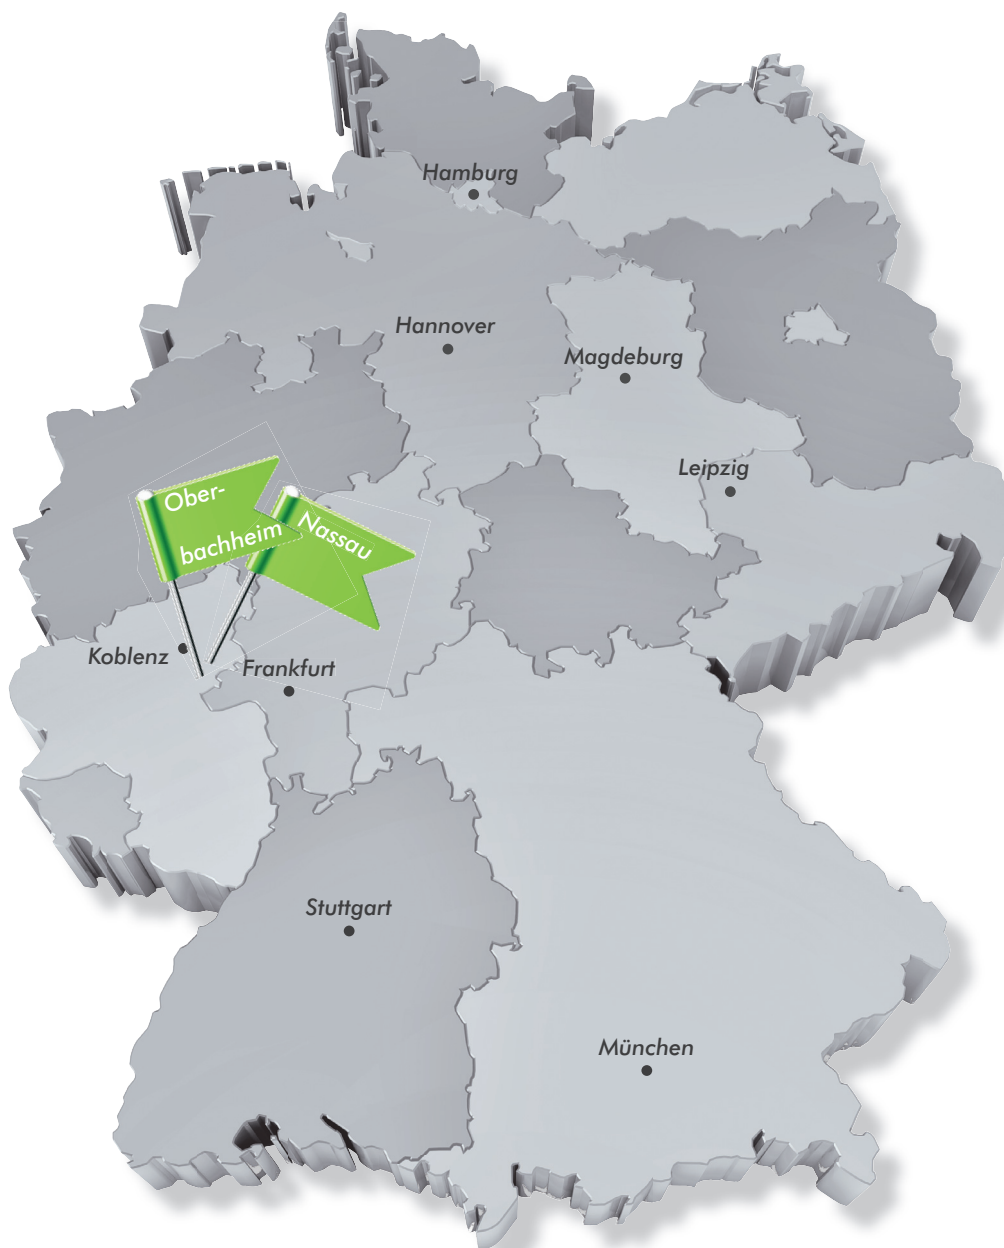 Hamburg
Hannover
Magdeburg
Leipzig
Ober-
bachheim
Nassau
Koblenz
Frankfurt
Stuttgart
München